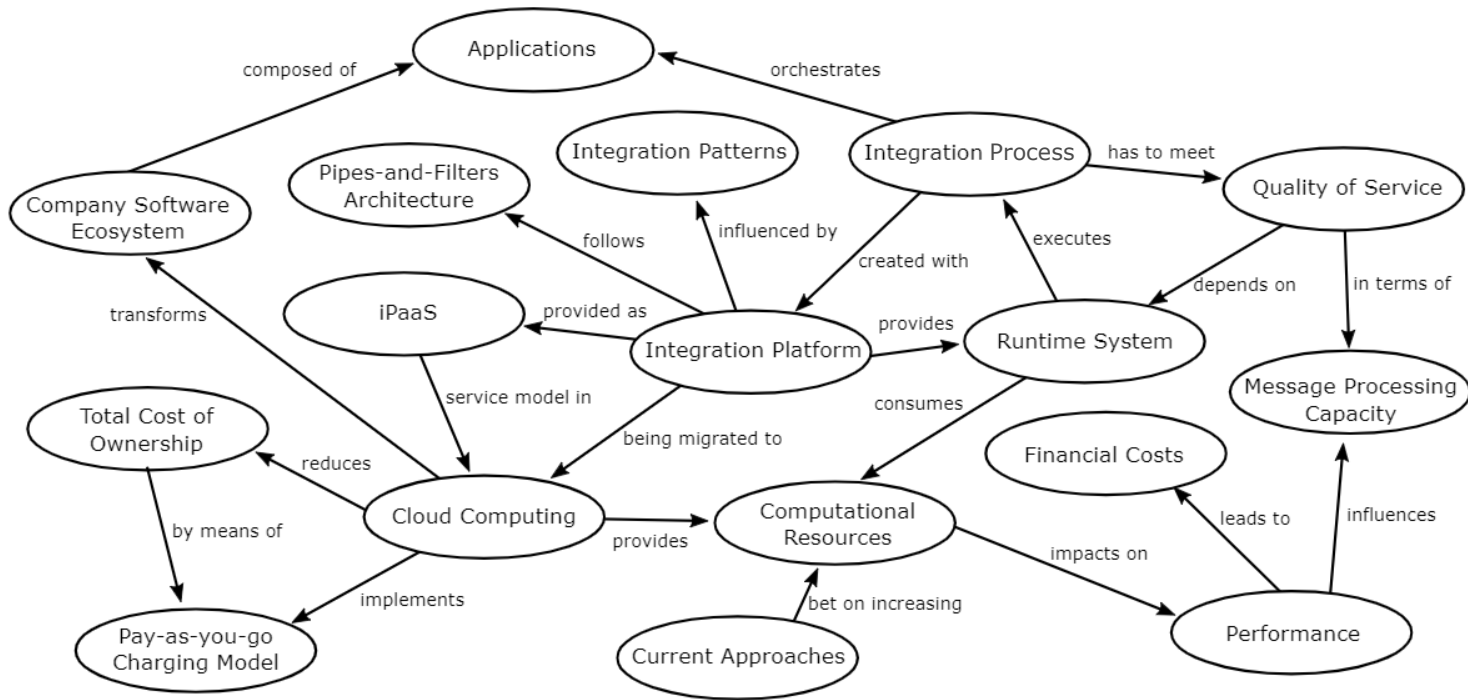 Applications
composed of
orchestrates
Integration Patterns
Integration Process
has to meet
Pipes-and-Filters
Architecture
Quality of Service
Company Software
Ecosystem
follows
influenced by
executes
created with
depends on
in terms of
transforms
iPaaS
provided as
provides
Integration Platform
Runtime System
Message Processing
Capacity
service model in
consumes
Total Cost of
Ownership
being migrated to
Financial Costs
reduces
Cloud Computing
provides
Computational
Resources
leads to
influences
by means of
impacts on
implements
bet on increasing
Pay-as-you-go
Charging Model
Current Approaches
Performance